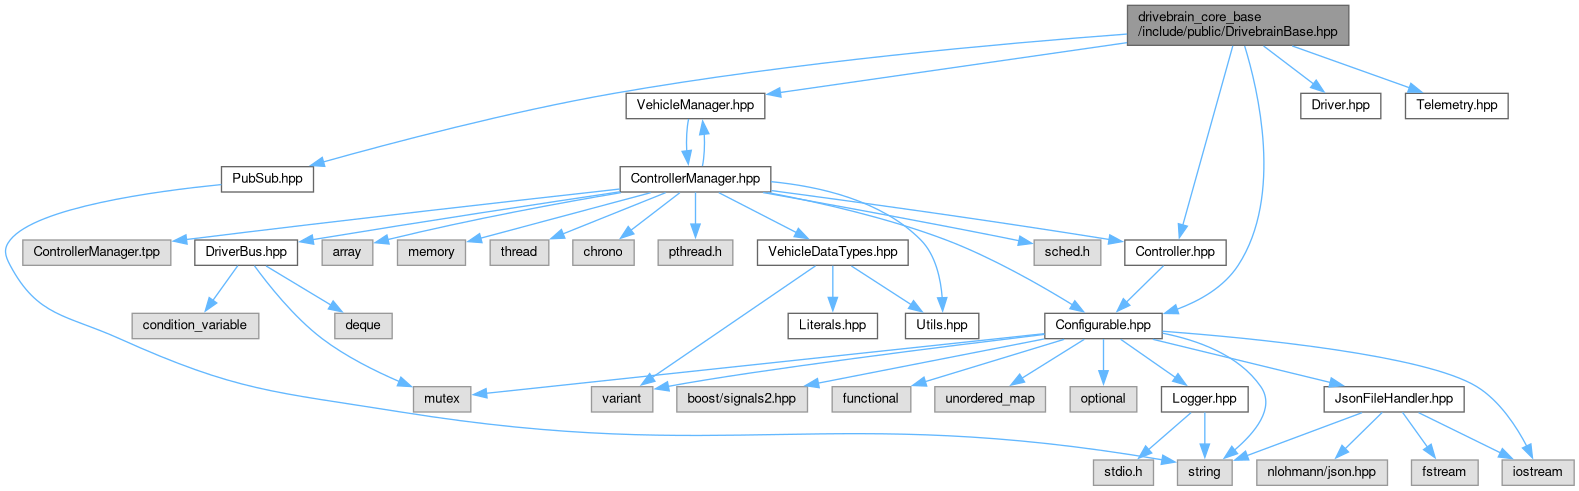 drivebrain_core_base
/include/public/DrivebrainBase.hpp
VehicleManager.hpp
Driver.hpp
Telemetry.hpp
PubSub.hpp
ControllerManager.hpp
ControllerManager.tpp
DriverBus.hpp
array
memory
thread
chrono
pthread.h
VehicleDataTypes.hpp
sched.h
Controller.hpp
condition_variable
deque
Literals.hpp
Utils.hpp
Configurable.hpp
mutex
variant
boost/signals2.hpp
functional
unordered_map
optional
Logger.hpp
JsonFileHandler.hpp
stdio.h
string
nlohmann/json.hpp
fstream
iostream